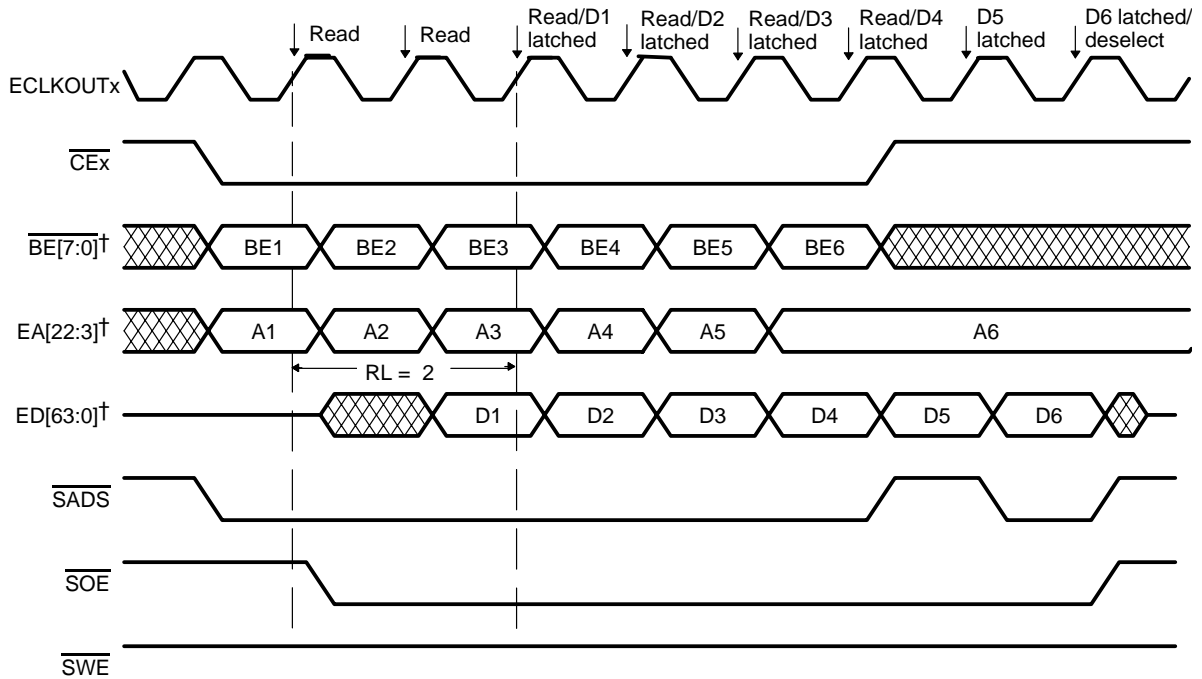 Read
Read
Read/D1
latched
Read/D2
latched
Read/D3
latched
Read/D4
latched
D5
latched
D6 latched/
deselect
ECLKOUTx
CEx
BE[7:0]†
BE1 BE2 BE3 BE4 BE5 BE6
EA[22:3]†
A1 A2 A3 A4 A5 A6
RL = 2
ED[63:0]†
D1 D2 D3 D4 D5 D6
SADS
SOE
SWE